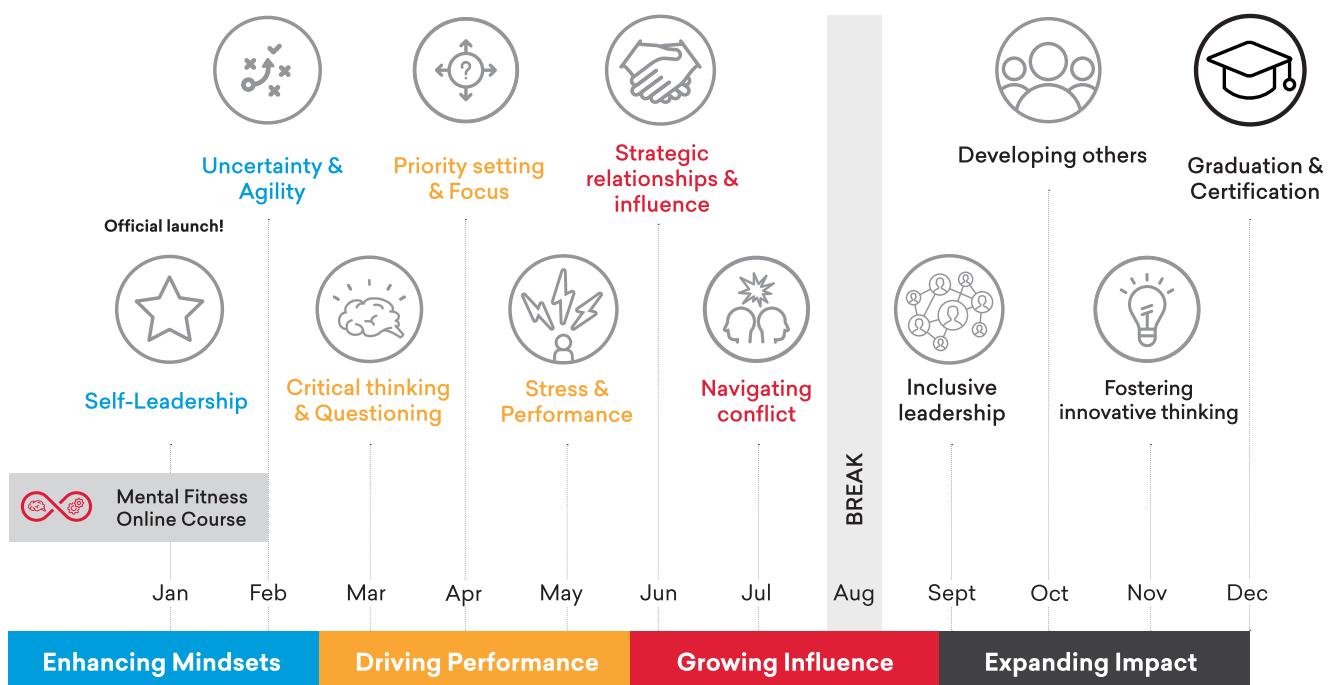 Uncertainty &
Agility
Priority setting
& Focus
Strategic
relationships &
influence
Developing others
Graduation &
Certification
Official launch!
Self-Leadership
Critical thinking
& Questioning
Stress &
Performance
Navigating
conflict
Inclusive
leadership
Fostering
innovative thinking
?
BREAK
Mental Fitness
Online Course
Jan
Feb
Mar
Apr
May
Jun
Jul
Aug
Sept
Oct
Nov
Dec
Enhancing Mindsets
Driving Performance
Growing Influence
Expanding Impact